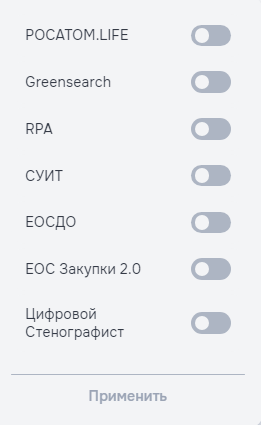 РОСАТОМ.LIFE
Greensearch
RPA
СУИТ
ЕОСДО
ЕОС Закупки 2.0
Цифровой
Стенографист
Применить